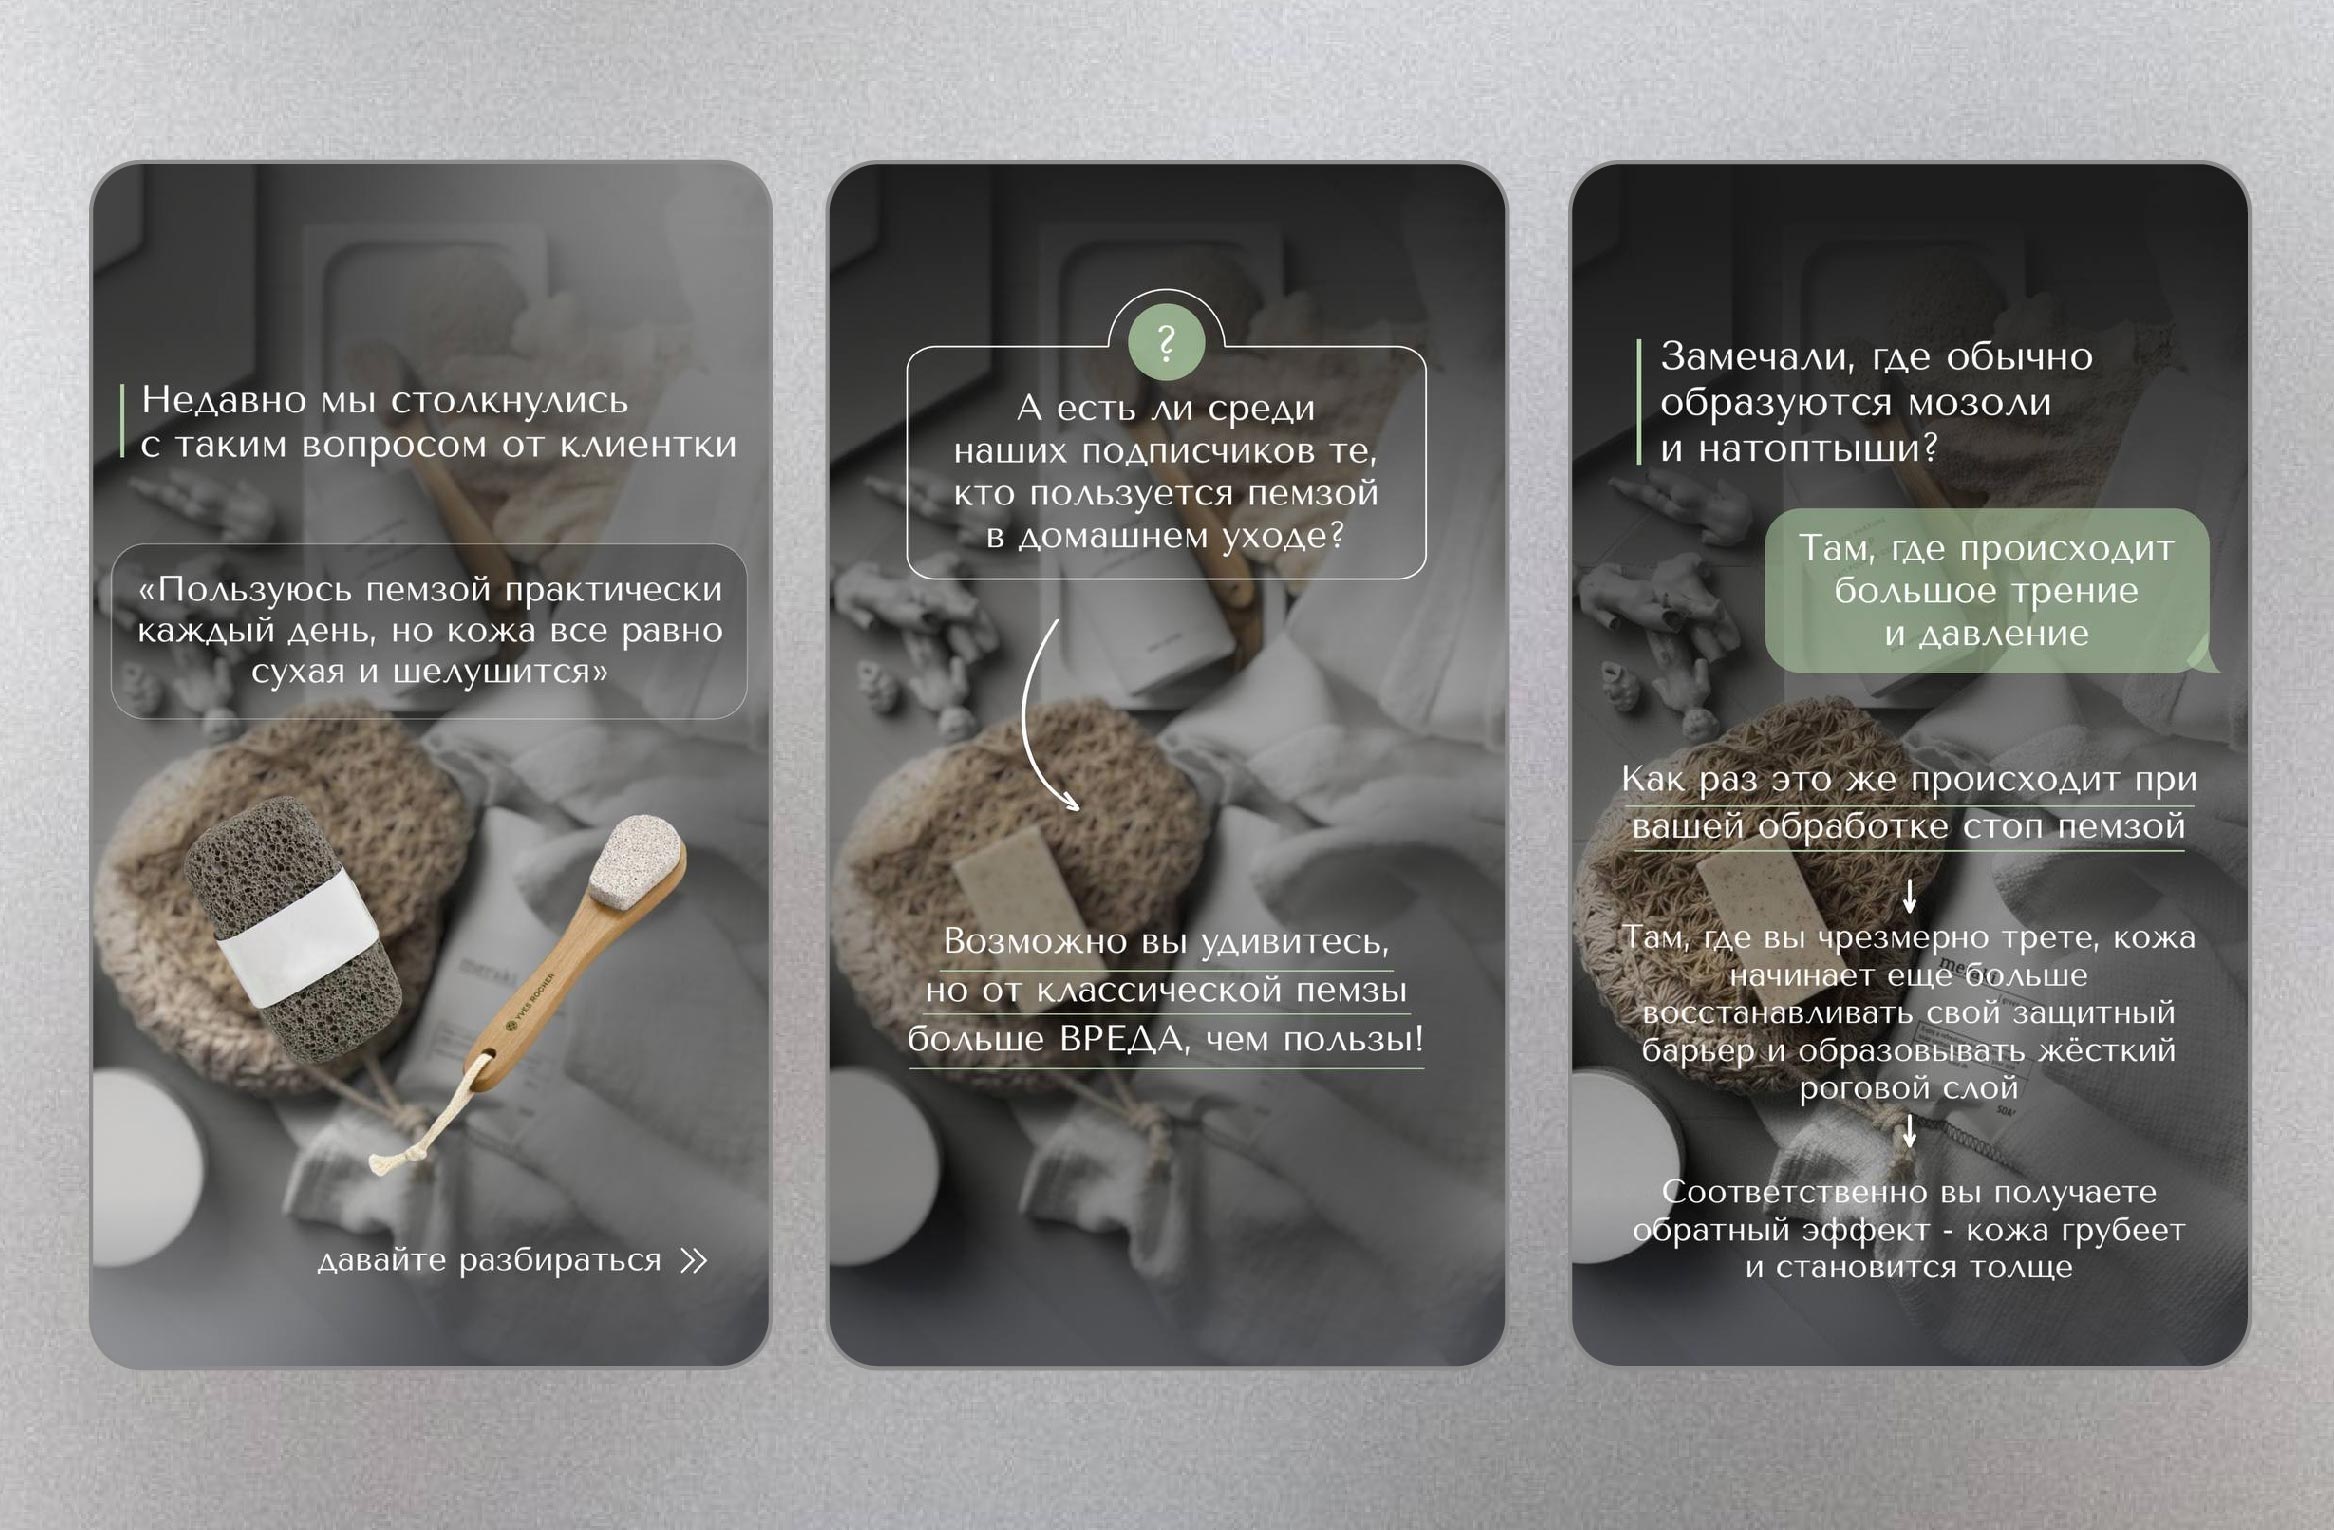 Недавно мы столкнулись
с таким вопросом от клиентки
«Пользуюсь пемзой практически
каждый день, но кожа все равно
сухая и шелушится»
YVES ROCHER
давайте разбираться
?
А есть ли среди
наших подписчиков те,
кто пользуется пемзой
в домашнем уходе?
Возможно вы удивитесь,
но от классической пемзы
больше ВРЕДА, чем пользы!
Замечали, где обычно
образуются мозоли
и натоптыши?
Там, где происходит
большое трение
и давление
Как раз это же происходит при
вашей обработке стоп пемзой
Там, где вы чрезмерно трете, кожа
начинает еще больше
восстанавливать свой защитный
барьер и образовывать жёсткий
роговой слой
Соответственно вы получаете
обратный эффект - кожа грубеет
и становится толще